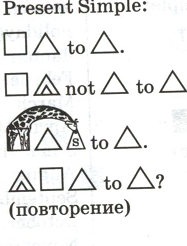 Present Simple:
to .
not to
s to .
to ?
(повторение)